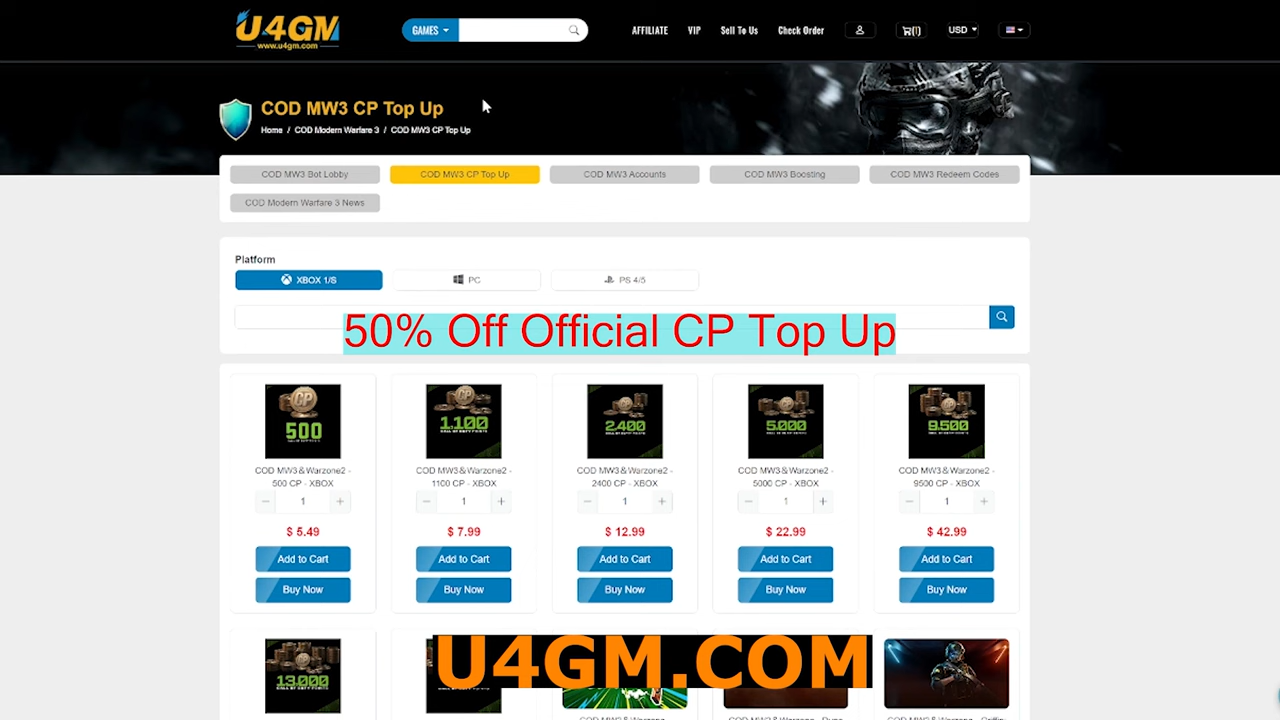 U4GM
www.u4gm.com
GAMES
AFFILIATE
VIP
Sell To Us
Check Order
(1)
USD
COD MW3 CP Top Up
Home / COD Modern Warfare 3 / COD MW3 CP Top Up
COD MW3 Bot Lobby
COD MW3 CP Top Up
COD MW3 Accounts
COD MW3 Boosting
COD MW3 Redeem Codes
COD Modern Warfare 3 News
Platform
XBOX 1/S
PC
PS 4/5
50% Off Official CP Top Up
CP
500
1,100
2,400
5,000
9,500
COD MW3&Warzone2 -
500 CP - XBOX
COD MW3&Warzone2 -
1100 CP - XBOX
COD MW3&Warzone2 -
2400 CP - XBOX
COD MW3&Warzone2 -
5000 CP - XBOX
COD MW3&Warzone2 -
9500 CP - XBOX
- 1 +
- 1 +
- 1 +
- 1 +
- 1 +
$ 5.49
$ 7.99
$ 12.99
$ 22.99
$ 42.99
Add to Cart
Add to Cart
Add to Cart
Add to Cart
Add to Cart
Buy Now
Buy Now
Buy Now
Buy Now
Buy Now
13,000
U4GM.COM